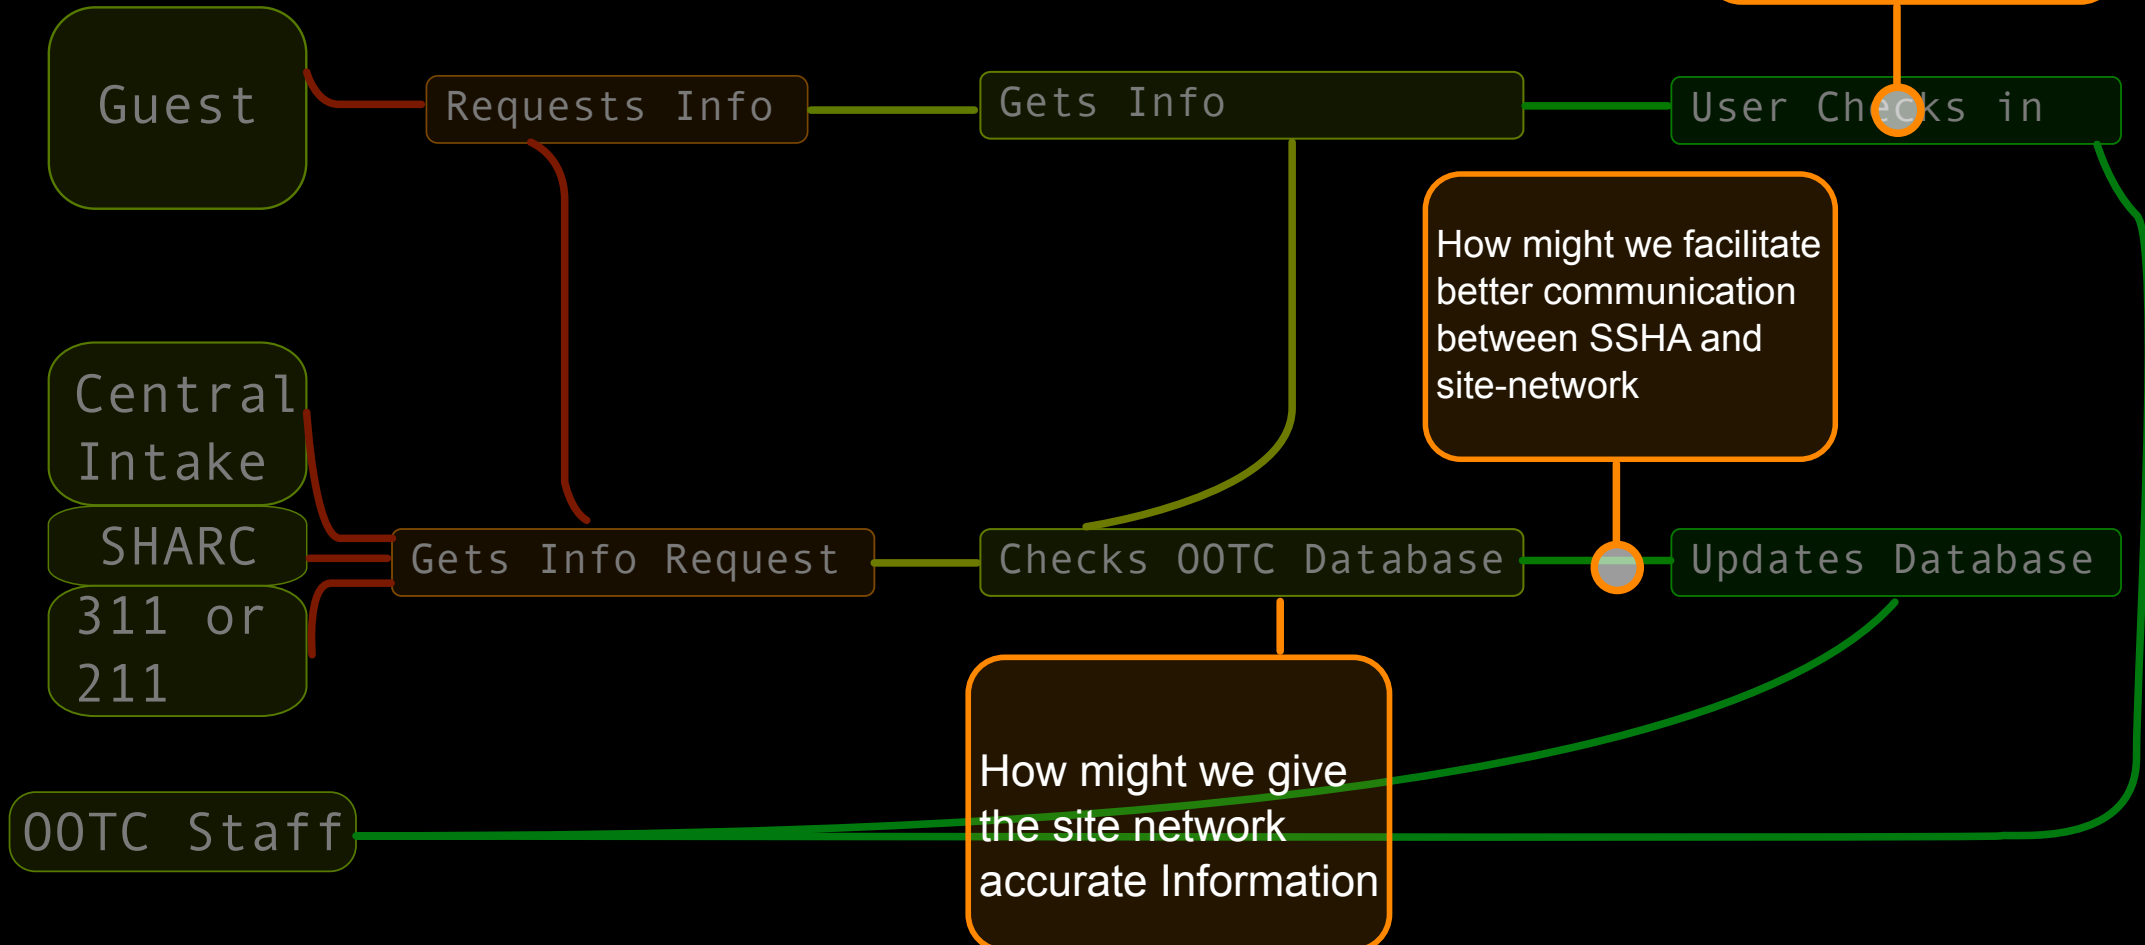 Guest
Requests Info
Gets Info
User Checks in
How might we facilitate
better communication
between SSHA and
site-network
Central
Intake
SHARC
311 or
211
Gets Info Request
Checks OOTC Database
Updates Database
How might we give
the site network
accurate Information
OOTC Staff